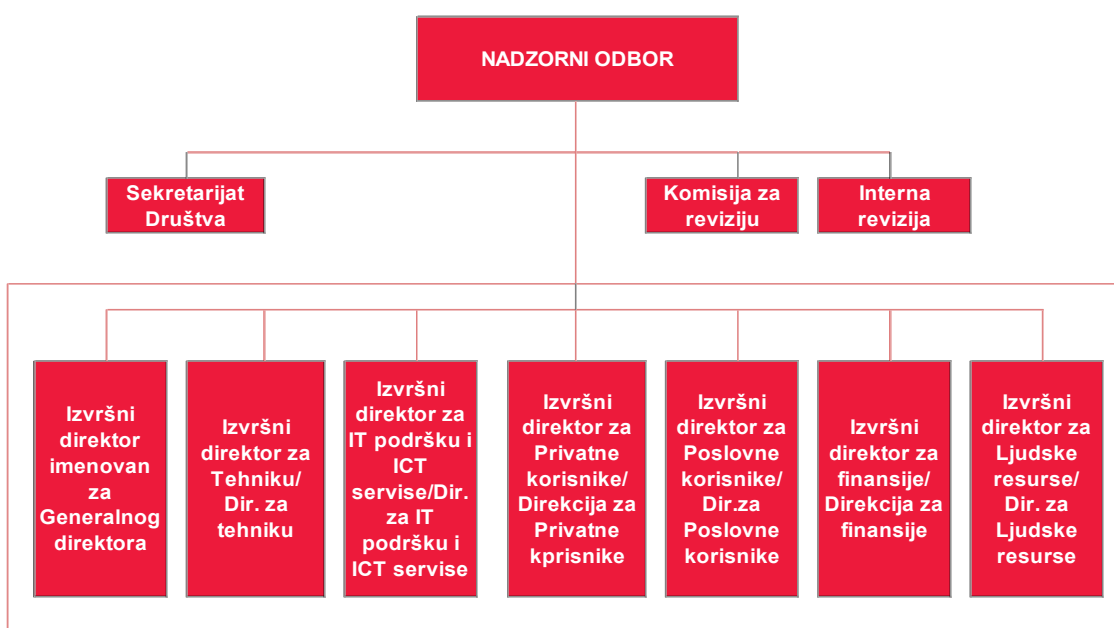 NADZORNI ODBOR
Sekretarijat
Društva
Komisija za
reviziju
Interna
revizija
Izvršni
direktor
imenovan
za
Generalnog
direktora
Izvršni
direktor za
Tehniku/
Dir. za
tehniku
Izvršni
direktor za
IT podršku i
ICT
servise/Dir.
za IT
podršku i
ICT servise
Izvršni
direktor za
Privatne
korisnike/
Direkcija za
Privatne
kprisnike
Izvršni
direktor za
Poslovne
korisnike/
Dir.za
Poslovne
korisnike
Izvršni
direktor za
finansije/
Direkcija za
finansije
Izvršni
direktor za
Ljudske
resurse/
Dir. za
Ljudske
resurse